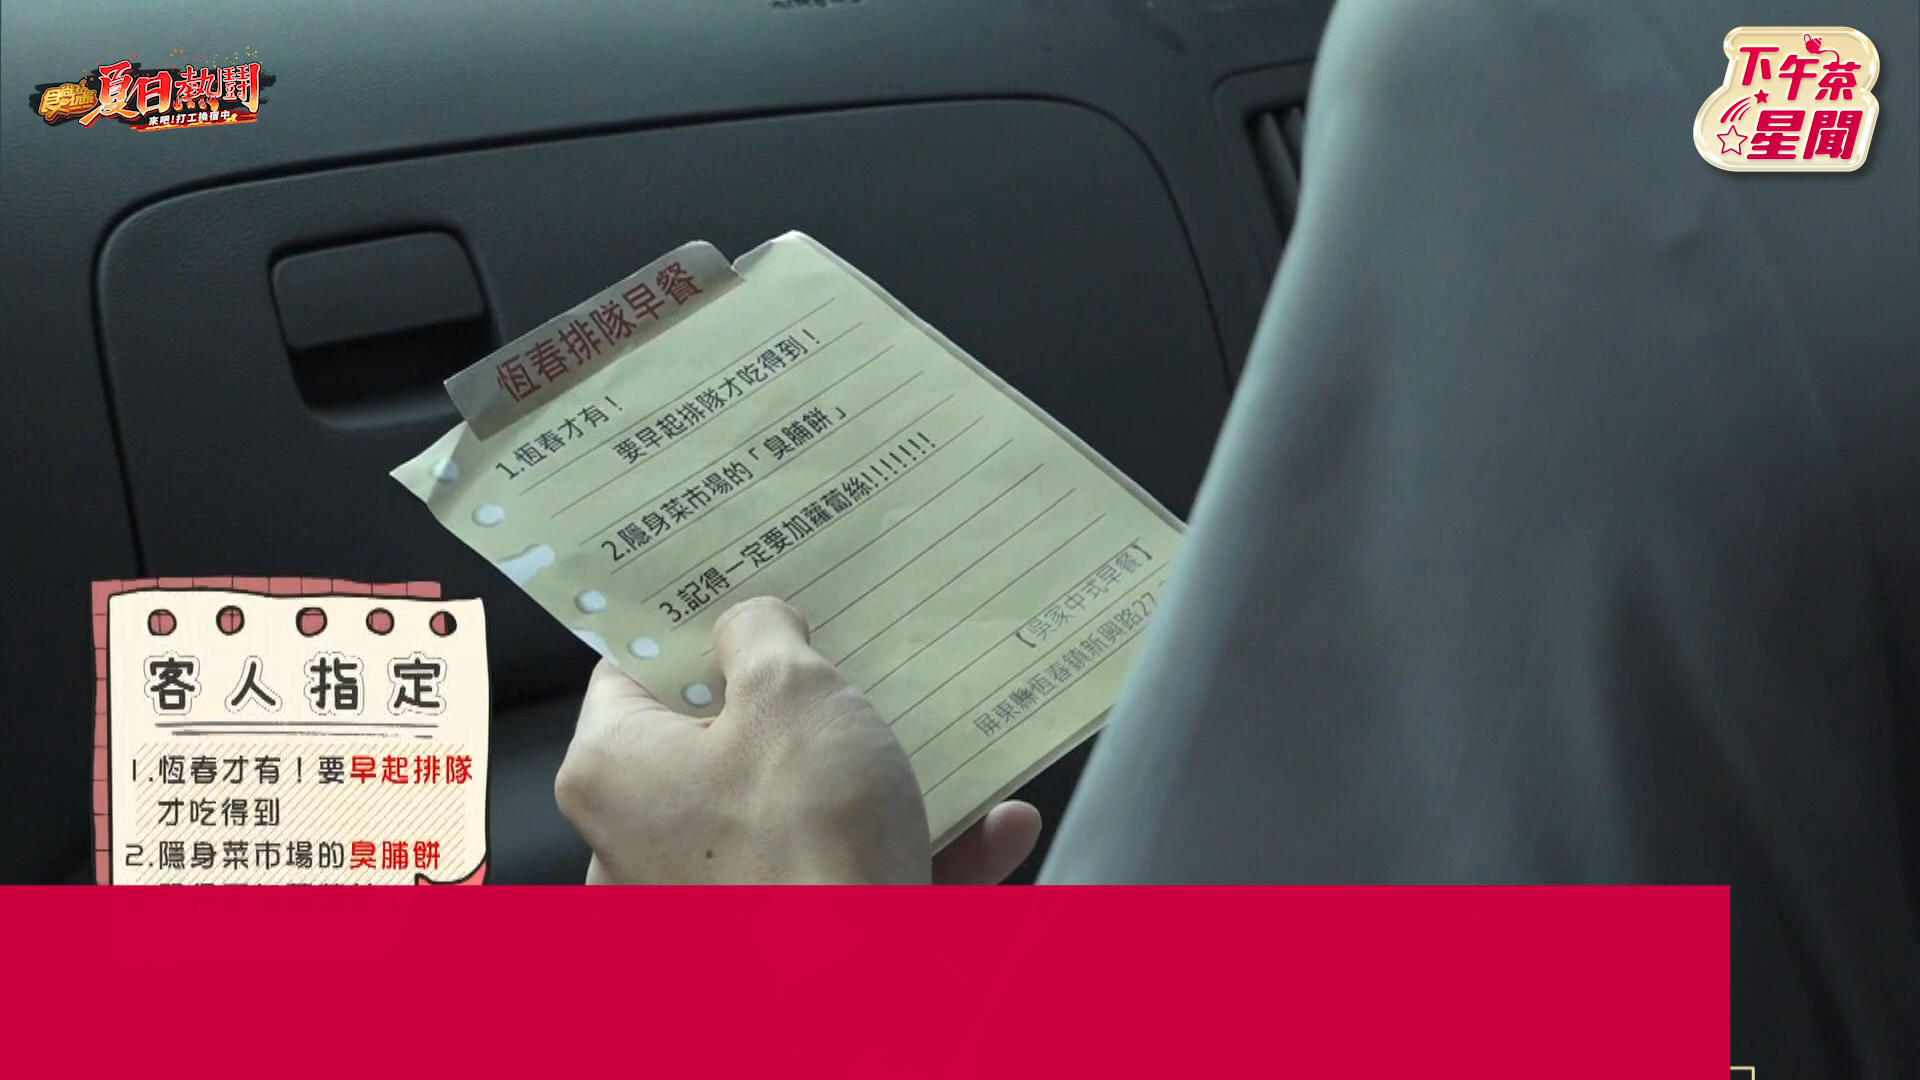 食尚玩家
夏日熱鬧
來吧!打工換宿中
下午茶
星聞
恆春排隊早餐
1.恆春才有!
要早起排隊才吃得到!
2.隱身菜市場的「臭脯餅」
3.記得一定要加蘿蔔絲!!!!!!!
【吳家中式早餐】
屏東縣恆春鎮新興路27
客人指定
1.恆春才有!要早起排隊
才吃得到
2.隱身菜市場的臭脯餅